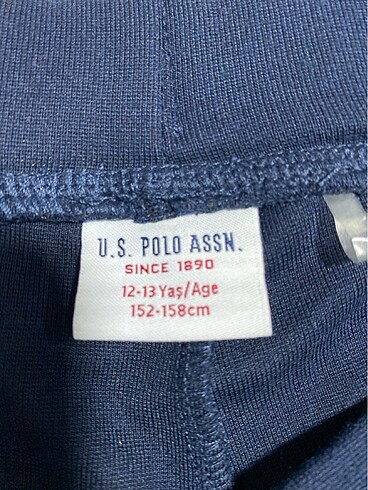 U.S. POLO ASSN.
SINCE 1890
12-13 Yaş/Age
152-158cm